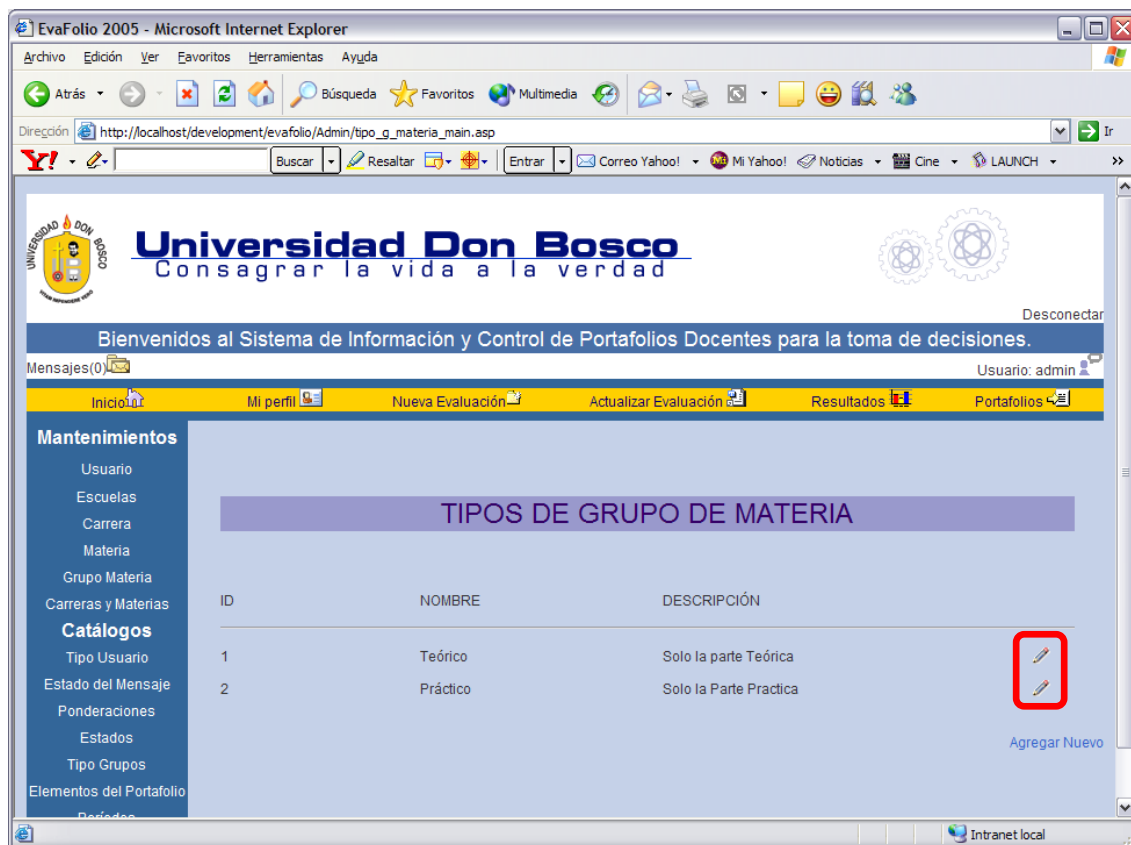 EvaFolio 2005 - Microsoft Internet Explorer
Archivo Edición Ver Favoritos Herramientas Ayuda
Atrás Búsqueda Favoritos Multimedia
Dirección http://localhost/development/evafolio/Admin/tipo_g_materia_main.asp Ir
Y! Buscar Resaltar Entrar Correo Yahoo! Mi Yahoo! Noticias Cine LAUNCH »
UNIVERSIDAD DON BOSCO
Universidad Don Bosco
Consagrar la vida a la verdad
Desconectar
Bienvenidos al Sistema de Información y Control de Portafolios Docentes para la toma de decisiones.
Mensajes(0) Usuario: admin
Inicio Mi perfil Nueva Evaluación Actualizar Evaluación Resultados Portafolios
Mantenimientos
Usuario
Escuelas
Carrera
Materia
Grupo Materia
Carreras y Materias
Catálogos
Tipo Usuario
Estado del Mensaje
Ponderaciones
Estados
Tipo Grupos
Elementos del Portafolio
Períodos
TIPOS DE GRUPO DE MATERIA
ID NOMBRE DESCRIPCIÓN
1 Teórico Solo la parte Teórica
2 Práctico Solo la Parte Practica
Agregar Nuevo
Intranet local